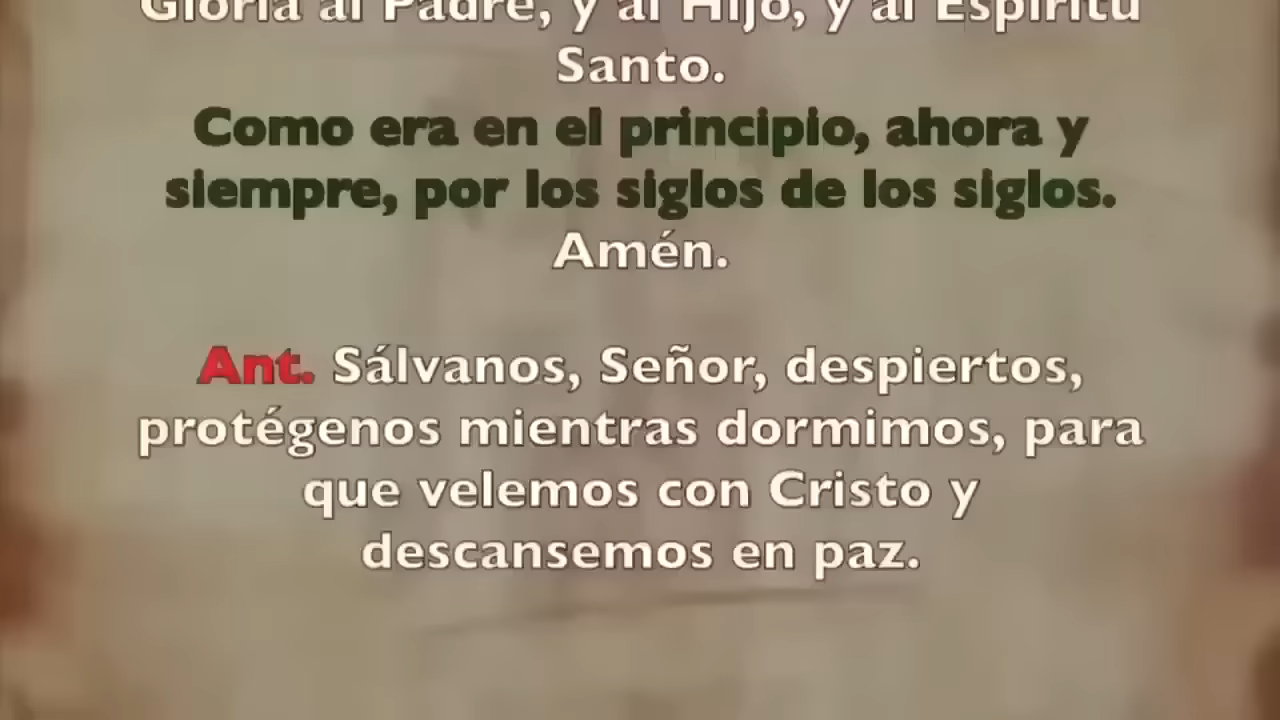 Gloria al Padre, y al Hijo, y al Espíritu
Santo.
Como era en el principio, ahora y
siempre, por los siglos de los siglos.
Amén.
Ant. Sálvanos, Señor, despiertos,
protégenos mientras dormimos, para
que velemos con Cristo y
descansemos en paz.